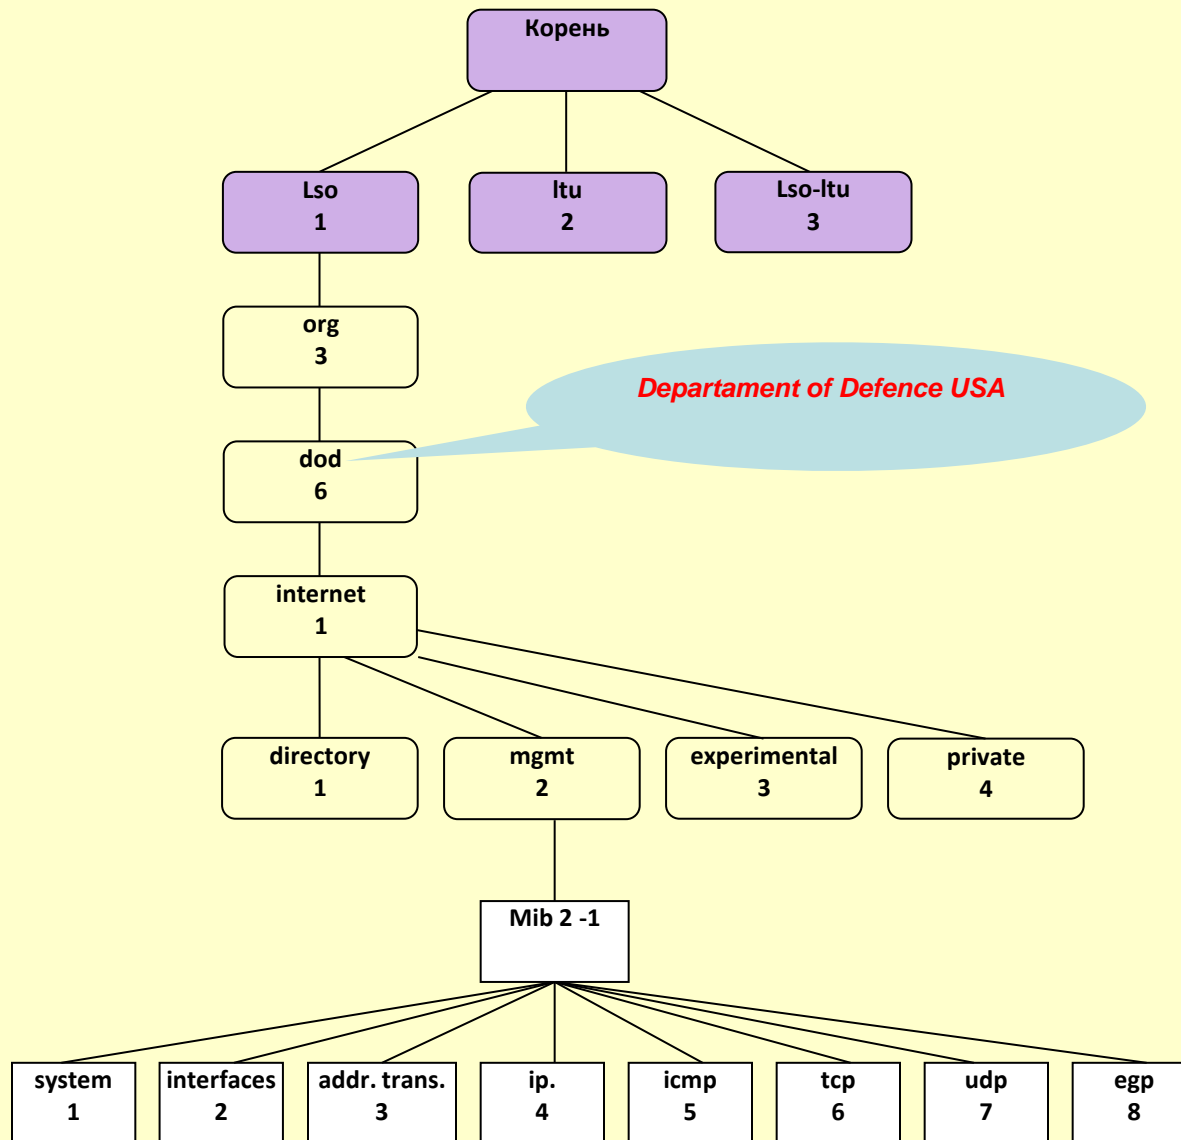 Корень
Lso
1
ltu
2
Lso-ltu
3
org
3
Departament of Defence USA
dod
6
internet
1
directory
1
mgmt
2
experimental
3
private
4
Mib 2 -1
system
1
interfaces
2
addr. trans.
3
ip.
4
icmp
5
tcp
6
udp
7
egp
8